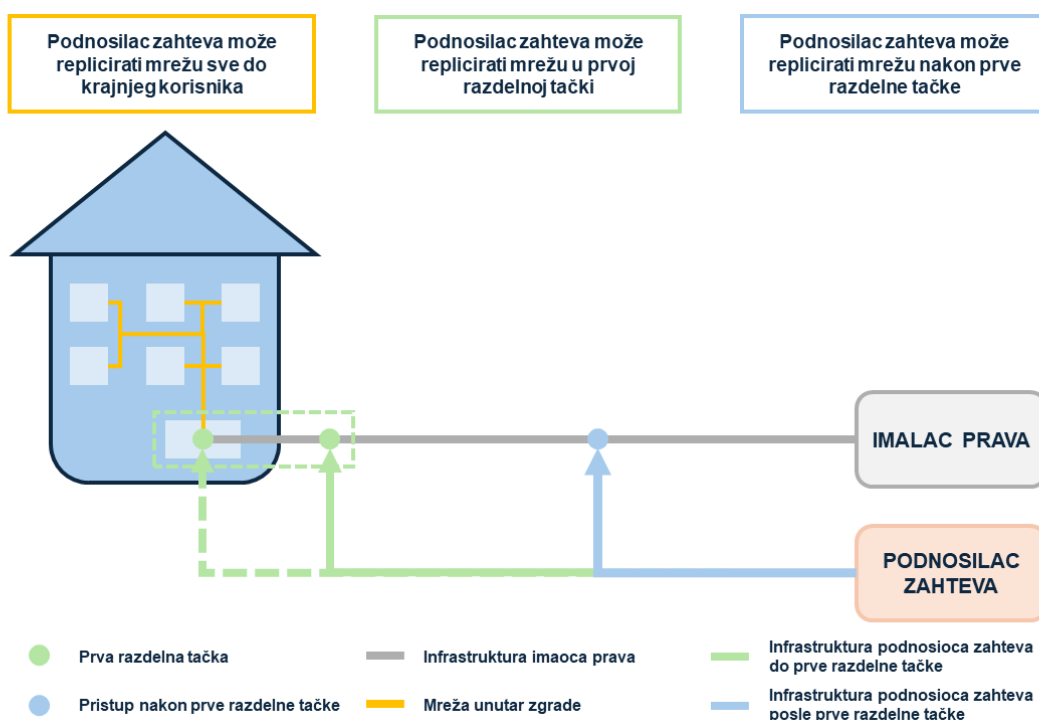 Podnosilac zahteva može
replicirati mrežu sve do
krajnjeg korisnika
Podnosilac zahteva može
replicirati mrežu u prvoj
razdelnoj tački
Podnosilac zahteva može
replicirati mrežu nakon prve
razdelne tačke
IMALAC PRAVA
PODNOSILAC
ZAHTEVA
Prva razdelna tačka
Infrastruktura imaoca prava
Infrastruktura podnosioca zahteva
do prve razdelne tačke
Pristup nakon prve razdelne tačke
Mreža unutar zgrade
Infrastruktura podnosioca zahteva
posle prve razdelne tačke